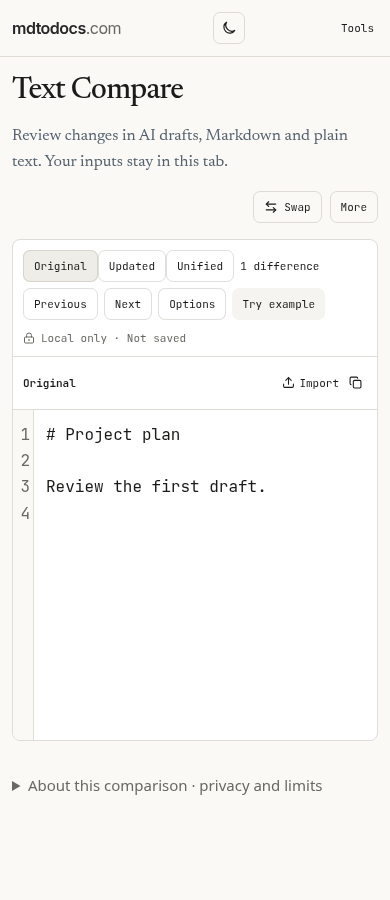 mdtodocs.com
Tools
Text Compare
Review changes in AI drafts, Markdown and plain
text. Your inputs stay in this tab.
Swap More
Original Updated Unified 1 difference
Previous Next Options Try example
Local only · Not saved
Original Import
1 # Project plan
2
3 Review the first draft.
4
About this comparison · privacy and limits